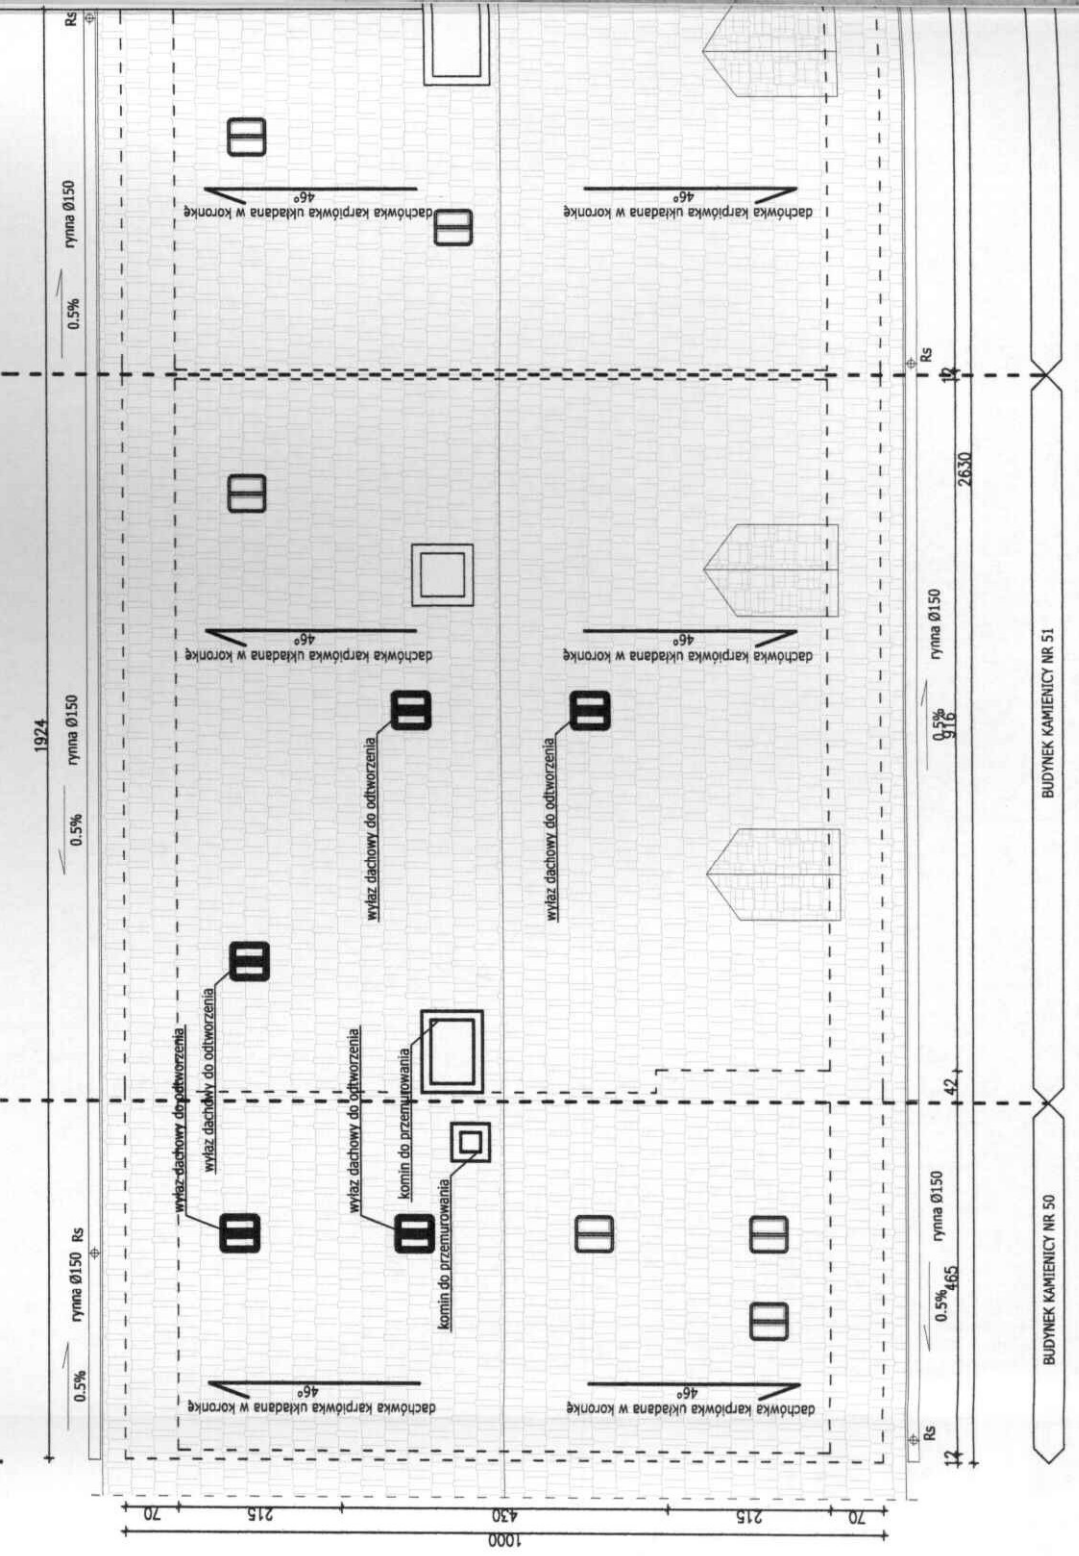 1924
Rs
rynna Ø150
0.5%
rynna Ø150
0.5%
Rs
rynna Ø150
0.5%
dachówka karpiówka układana w koronkę
46°
dachówka karpiówka układana w koronkę
46°
dachówka karpiówka układana w koronkę
46°
dachówka karpiówka układana w koronkę
46°
wyłaz dachowy do odtworzenia
wyłaz dachowy do odtworzenia
wyłaz dachowy do odtworzenia
wyłaz dachowy do odtworzenia
wyłaz dachowy do odtworzenia
komin do przemurowania
komin do przemurowania
dachówka karpiówka układana w koronkę
46°
dachówka karpiówka układana w koronkę
46°
Rs
12
2630
rynna Ø150
0.5%
916
42
rynna Ø150
0.5%
465
Rs
12
BUDYNEK KAMIENICY NR 51
BUDYNEK KAMIENICY NR 50
70
215
430
215
70
1000